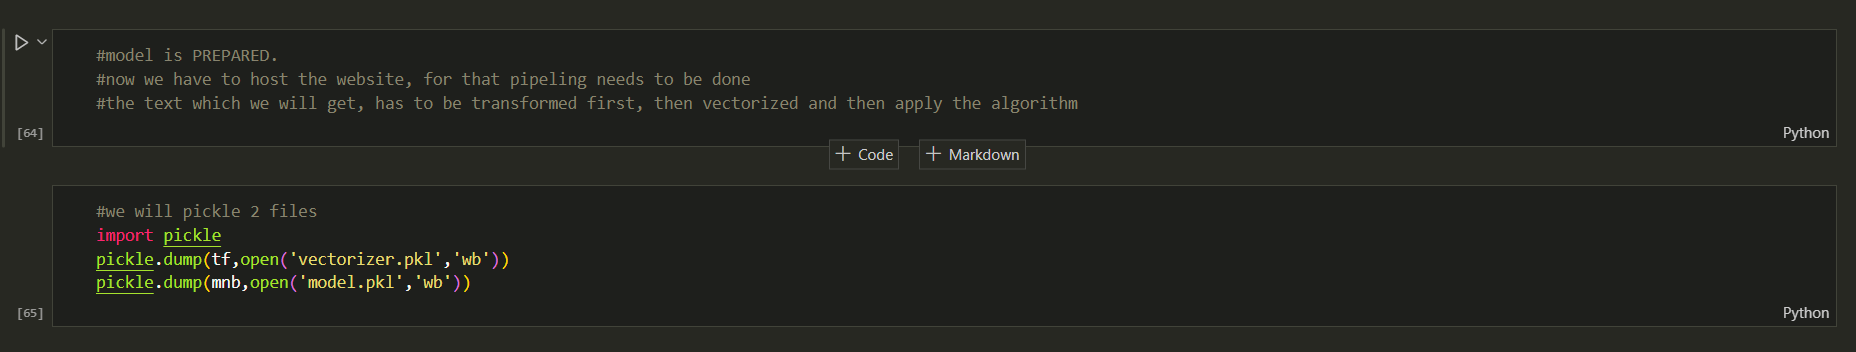 #model is PREPARED.
#now we have to host the website, for that pipeling needs to be done
#the text which we will get, has to be transformed first, then vectorized and then apply the algorithm
[64]
Python
+ Code + Markdown
#we will pickle 2 files
import pickle
pickle.dump(tf,open('vectorizer.pkl','wb'))
pickle.dump(mnb,open('model.pkl','wb'))
[65]
Python